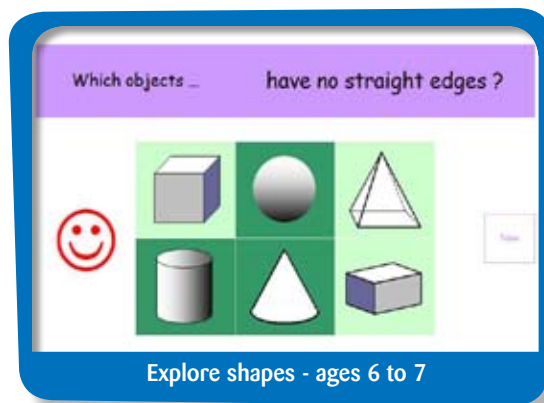 Which objects ... have no straight edges ?
Explore shapes - ages 6 to 7